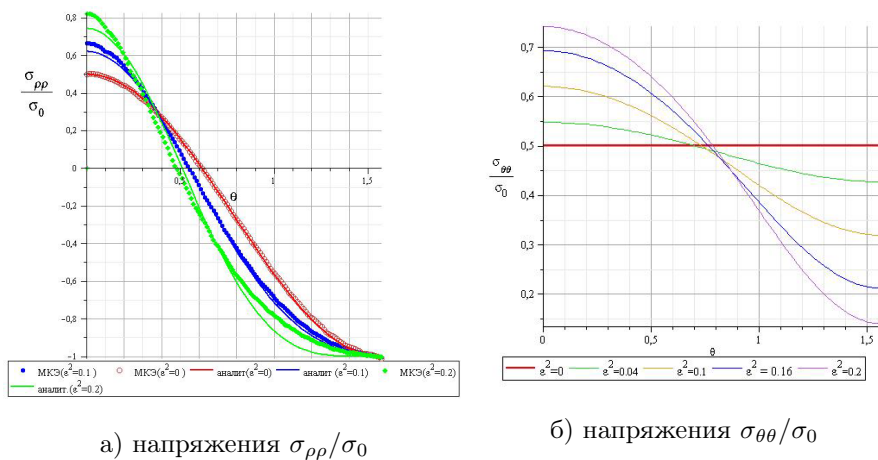 0,8
0,6
σρρ/σ0
0,4
0,2
0
0,5
θ
1
1,5
−0,2
−0,4
−0,6
−0,8
−1
МКЭ(ε²=0.1 ) МКЭ(ε²=0 ) аналит(ε²=0) аналит.(ε²=0.1) МКЭ(ε²=0.2)
аналит.(ε²=0.2)
а) напряжения σρρ/σ0
0,7
0,6
0,5
σθθ/σ0
0,4
0,3
0,2
0
0,5
1
1,5
θ
ε²=0 ε²=0.04 ε²=0.1 ε² = 0.16 ε²=0.2
б) напряжения σθθ/σ0